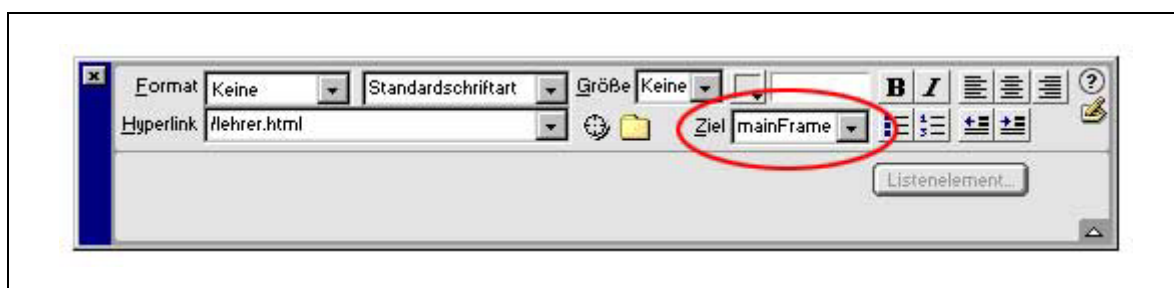 Format Keine Standardschriftart Größe Keine B I
Hyperlink /lehrer.html Ziel mainFrame
Listenelement...